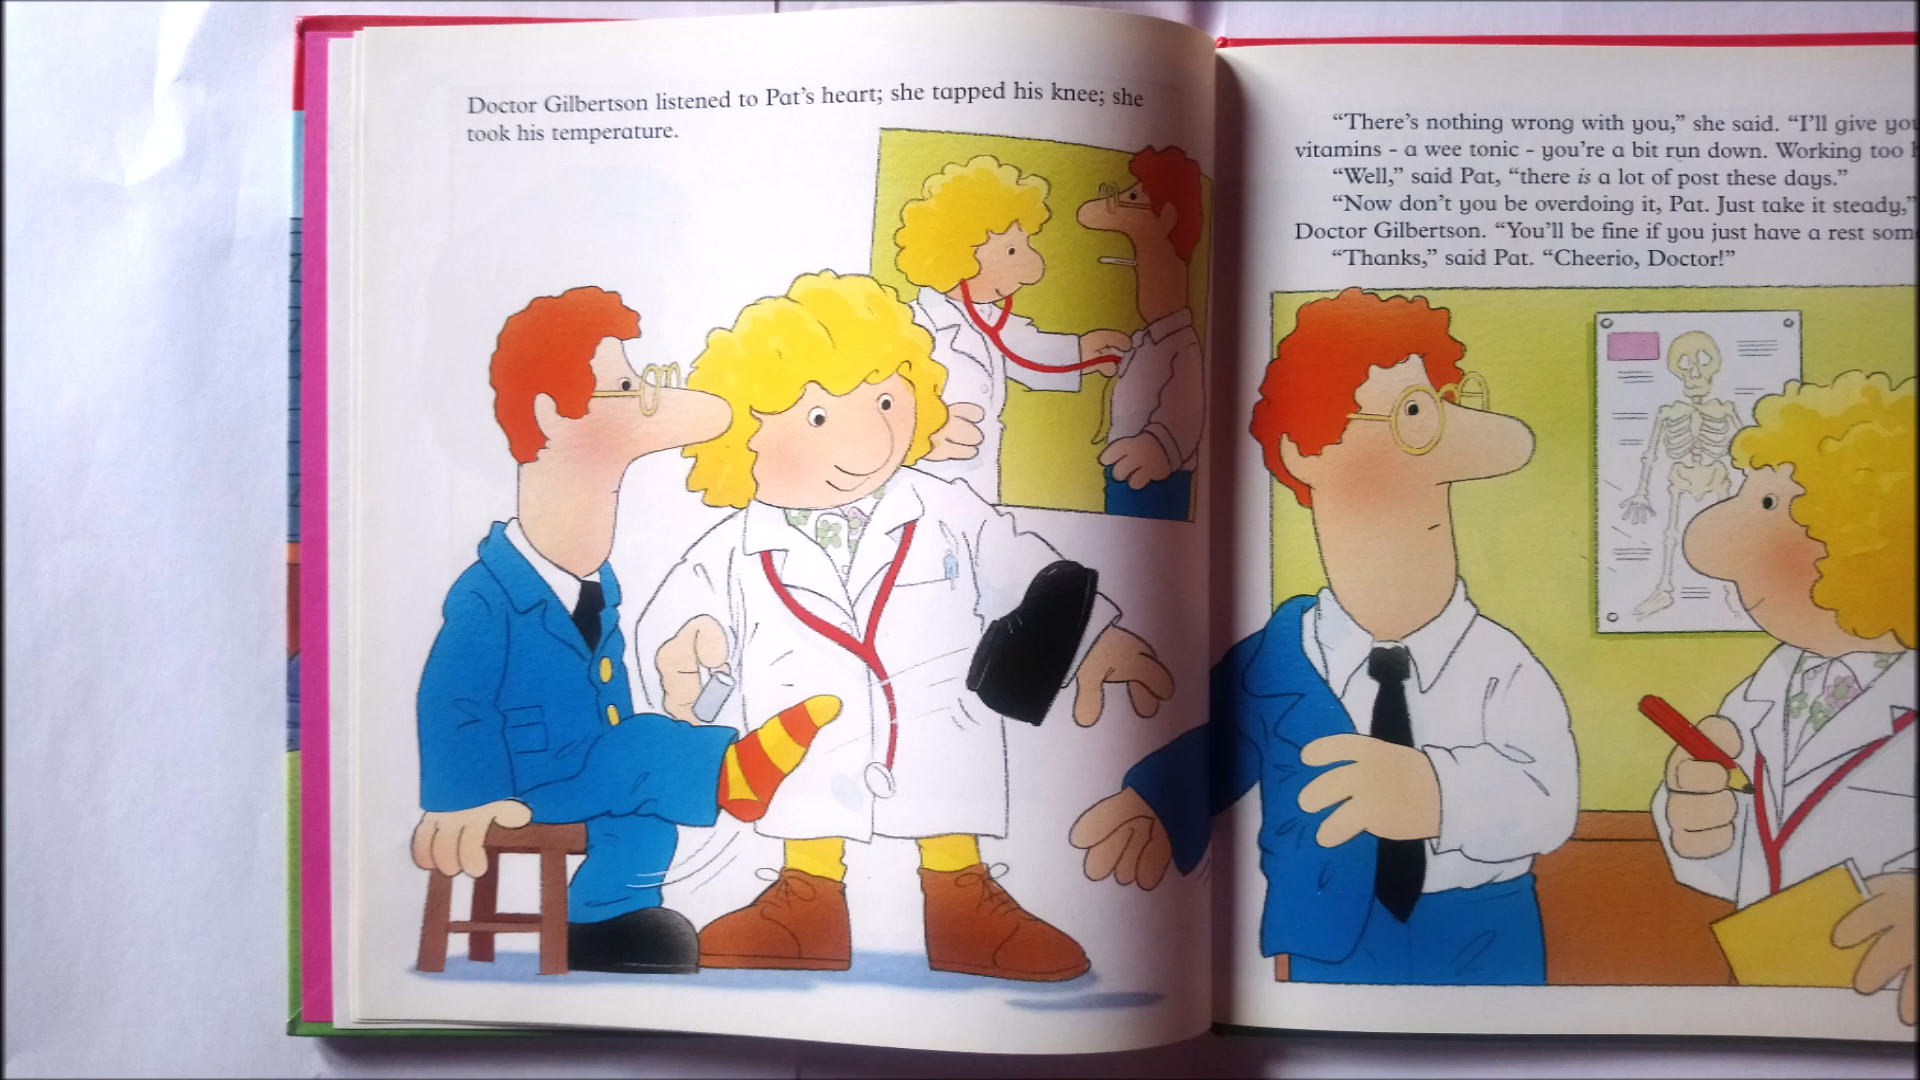 Doctor Gilbertson listened to Pat's heart; she tapped his knee; she
took his temperature.
“There's nothing wrong with you,” she said. “I'll give
vitamins - a wee tonic - you're a bit run down. Working too
“Well,” said Pat, “there is a lot of post these days.”
“Now don't you be overdoing it, Pat. Just take it steady,”
Doctor Gilbertson. “You'll be fine if you just have a rest
“Thanks,” said Pat. “Cheerio, Doctor!”